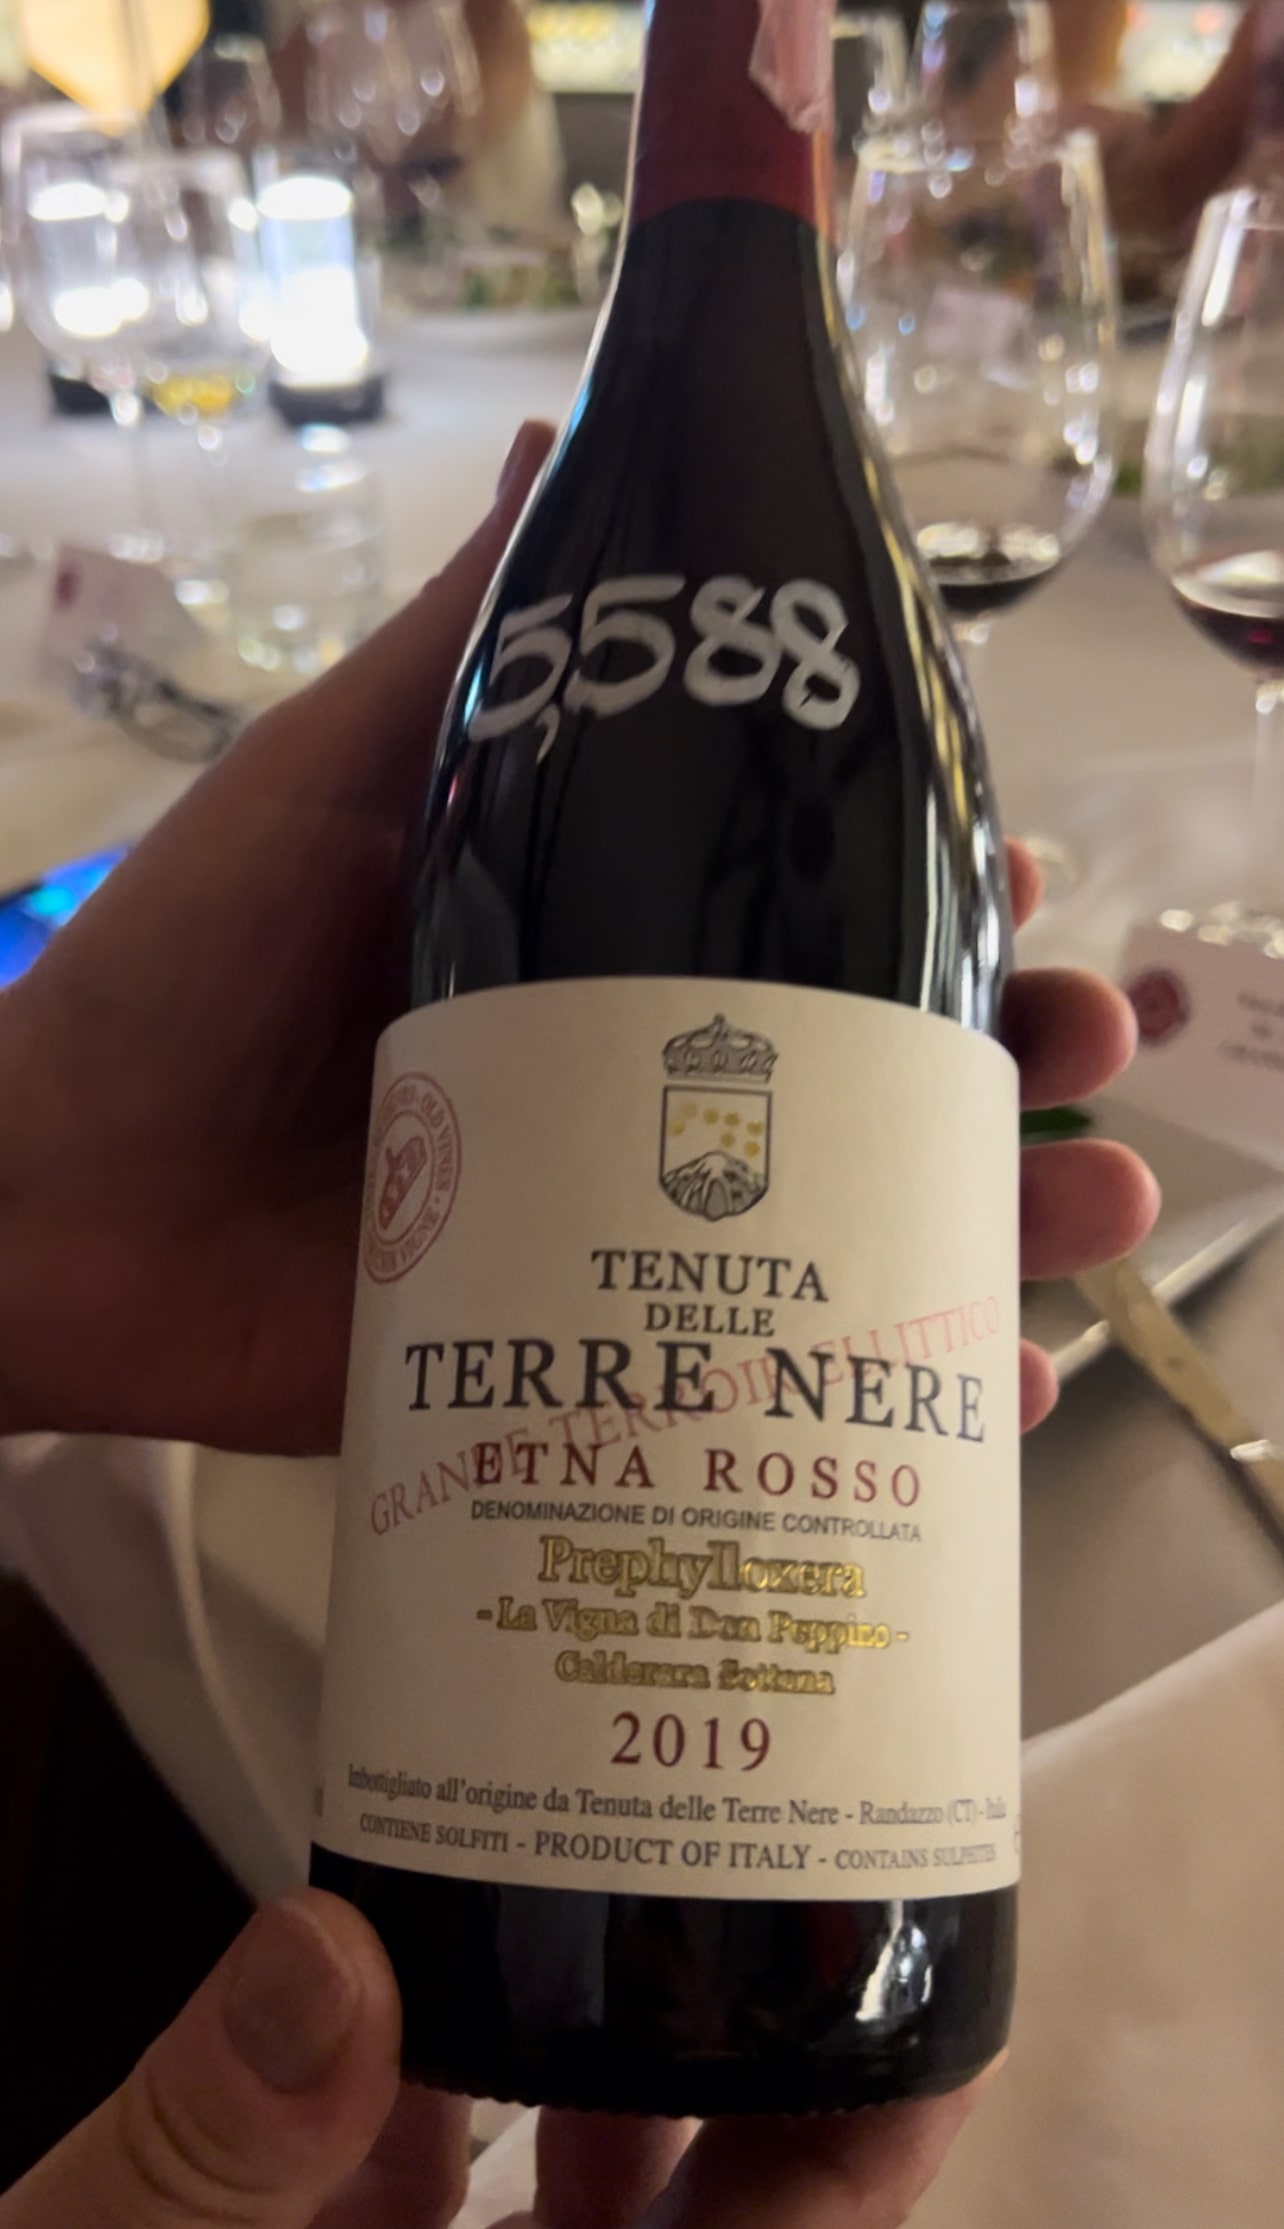 5,588
OLD VINES
TENUTA
DELLE
TERRE NERE
GRANDE TERROIR ELLITTICO
ETNA ROSSO
DENOMINAZIONE DI ORIGINE CONTROLLATA
Prephylloxera
- La Vigna di Don Peppino -
Calderara Sottana
2019
Imbottigliato all'origine da Tenuta delle Terre Nere - Randazzo (CT) - Italia
CONTIENE SOLFITI - PRODUCT OF ITALY - CONTAINS SULPHITES